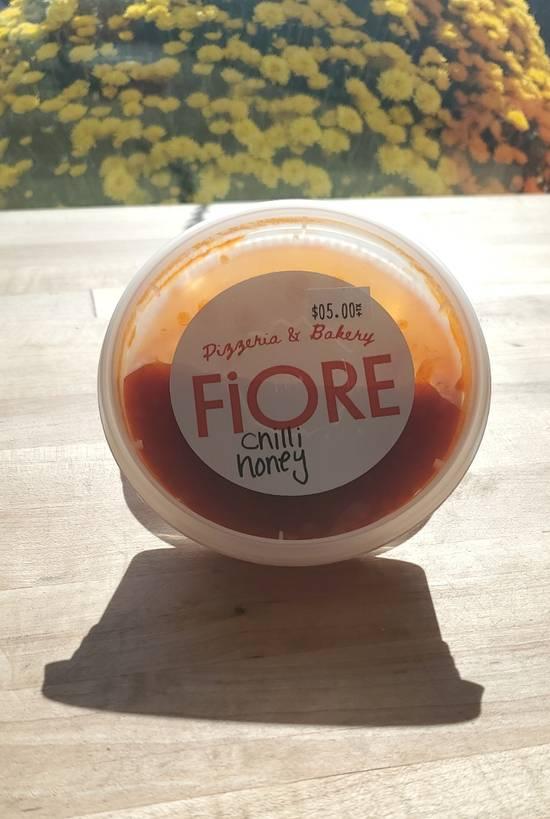 $05.00
Pizzeria & Bakery
FiORE
chilli
honey